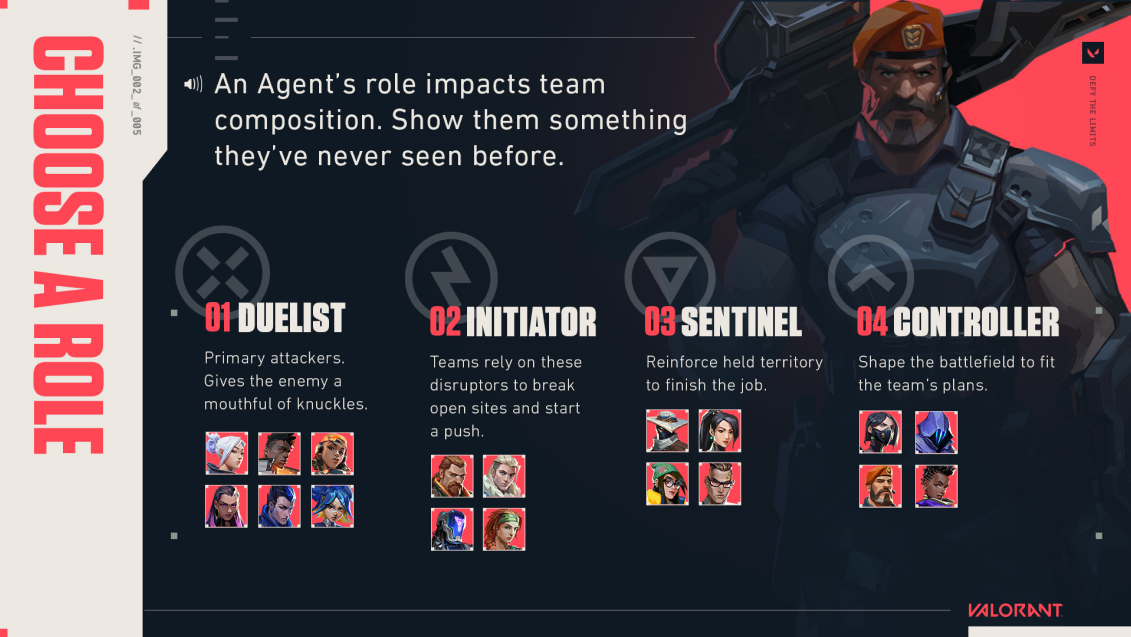 CHOOSE A ROLE
// .IMG_002_of_005
An Agent’s role impacts team
composition. Show them something
they’ve never seen before.
DEFY THE LIMITS
01 DUELIST
Primary attackers.
Gives the enemy a
mouthful of knuckles.
02 INITIATOR
Teams rely on these
disruptors to break
open sites and start
a push.
03 SENTINEL
Reinforce held territory
to finish the job.
04 CONTROLLER
Shape the battlefield to fit
the team’s plans.
VALORANT